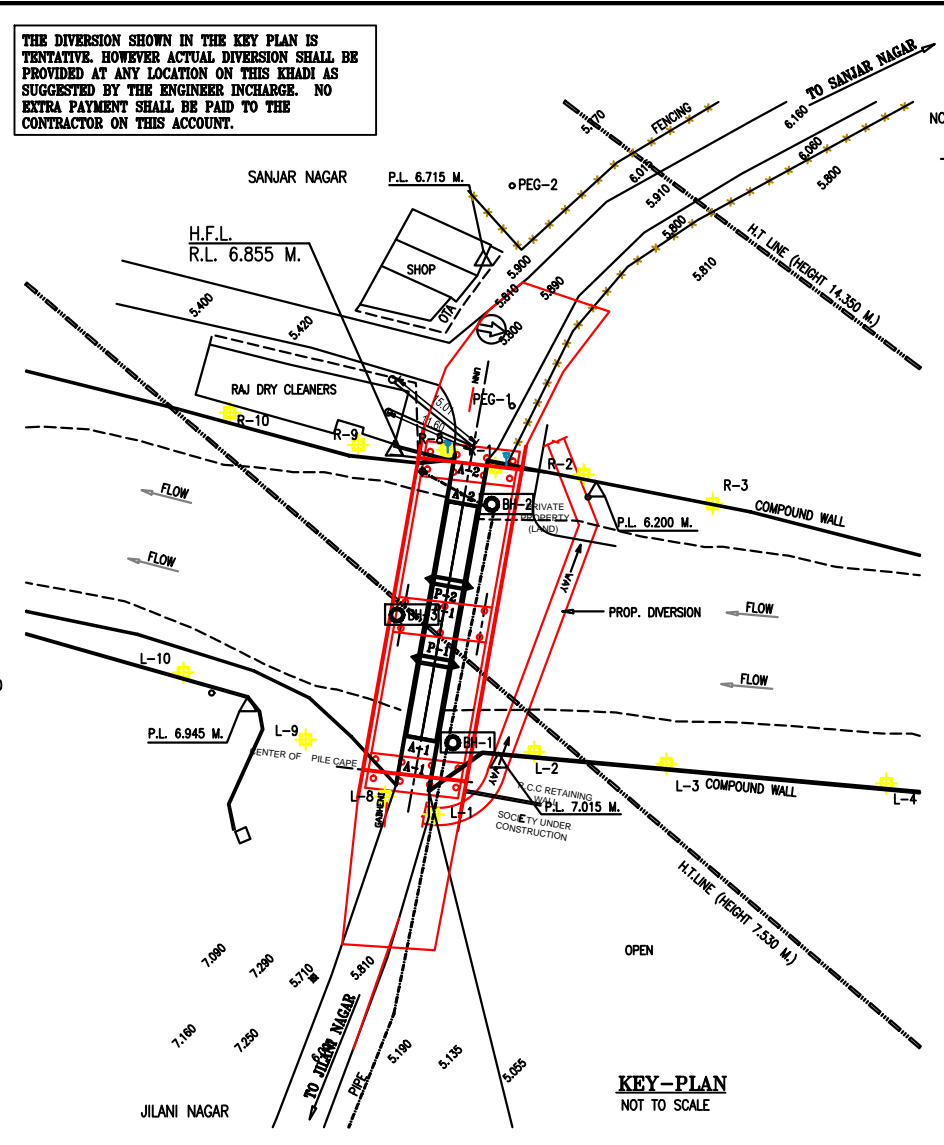 THE DIVERSION SHOWN IN THE KEY PLAN IS
TENTATIVE. HOWEVER ACTUAL DIVERSION SHALL BE
PROVIDED AT ANY LOCATION ON THIS KHADI AS
SUGGESTED BY THE ENGINEER INCHARGE. NO
EXTRA PAYMENT SHALL BE PAID TO THE
CONTRACTOR ON THIS ACCOUNT.
TO SANJAR NAGAR
6.160
5.770
FENCING
6.060
6.015
5.910
5.800
5.800
5.810
SANJAR NAGAR
P.L. 6.715 M.
PEG-2
H.T LINE (HEIGHT 14.350 M.)
H.F.L.
R.L. 6.855 M.
SHOP
OTA
5.900
5.890
5.810
5.800
5.400
5.420
RAJ DRY CLEANERS
PEG-1
15.01
R-10
R-9
R-8
R-2
R-3
A-2
A-2
BH-2
PRIVATE
PROPERTY
(LAND)
COMPOUND WALL
P.L. 6.200 M.
FLOW
FLOW
WAY
P-2
P-1
BH-3
PROP. DIVERSION
FLOW
P-1
FLOW
L-10
P.L. 6.945 M.
L-9
CENTER OF PILE CAPE
A-1
A-1
BH-1
WAY
L-2
L-3
COMPOUND WALL
L-4
L-8
GABHENI
L-1
R.C.C RETAINING
WALL
P.L. 7.015 M.
SOCIETY UNDER
CONSTRUCTION
H.T.LINE (HEIGHT 7.530 M.)
OPEN
7.090
7.290
5.710
5.810
7.160
7.250
TO JILANI NAGAR
PIPE
5.190
5.135
5.055
JILANI NAGAR
KEY-PLAN
NOT TO SCALE